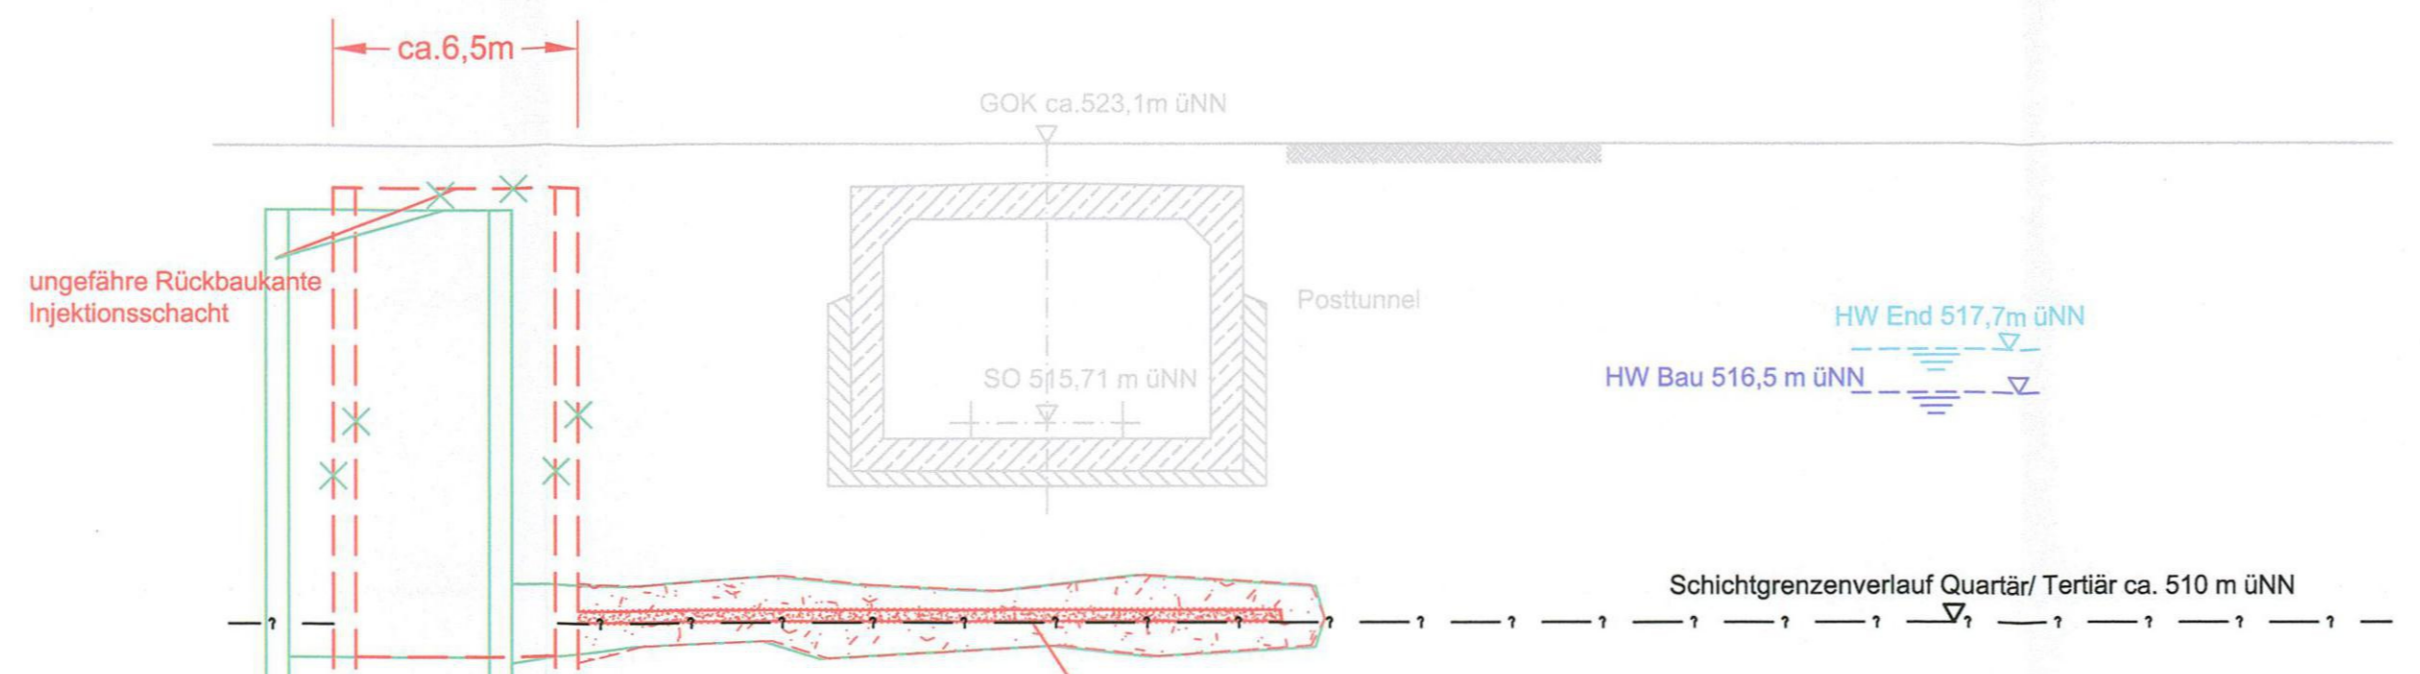 ca.6,5m
GOK ca.523,1m üNN
ungefähre Rückbaukante
Injektionsschacht
Posttunnel
HW End 517,7m üNN
SO 515,71 m üNN
HW Bau 516,5 m üNN
Schichtgrenzenverlauf Quartär/ Tertiär ca. 510 m üNN
? ? ? ? ? ? ? ? ? ? ? ? ? ? ? ? ? ? ? ? ? ?